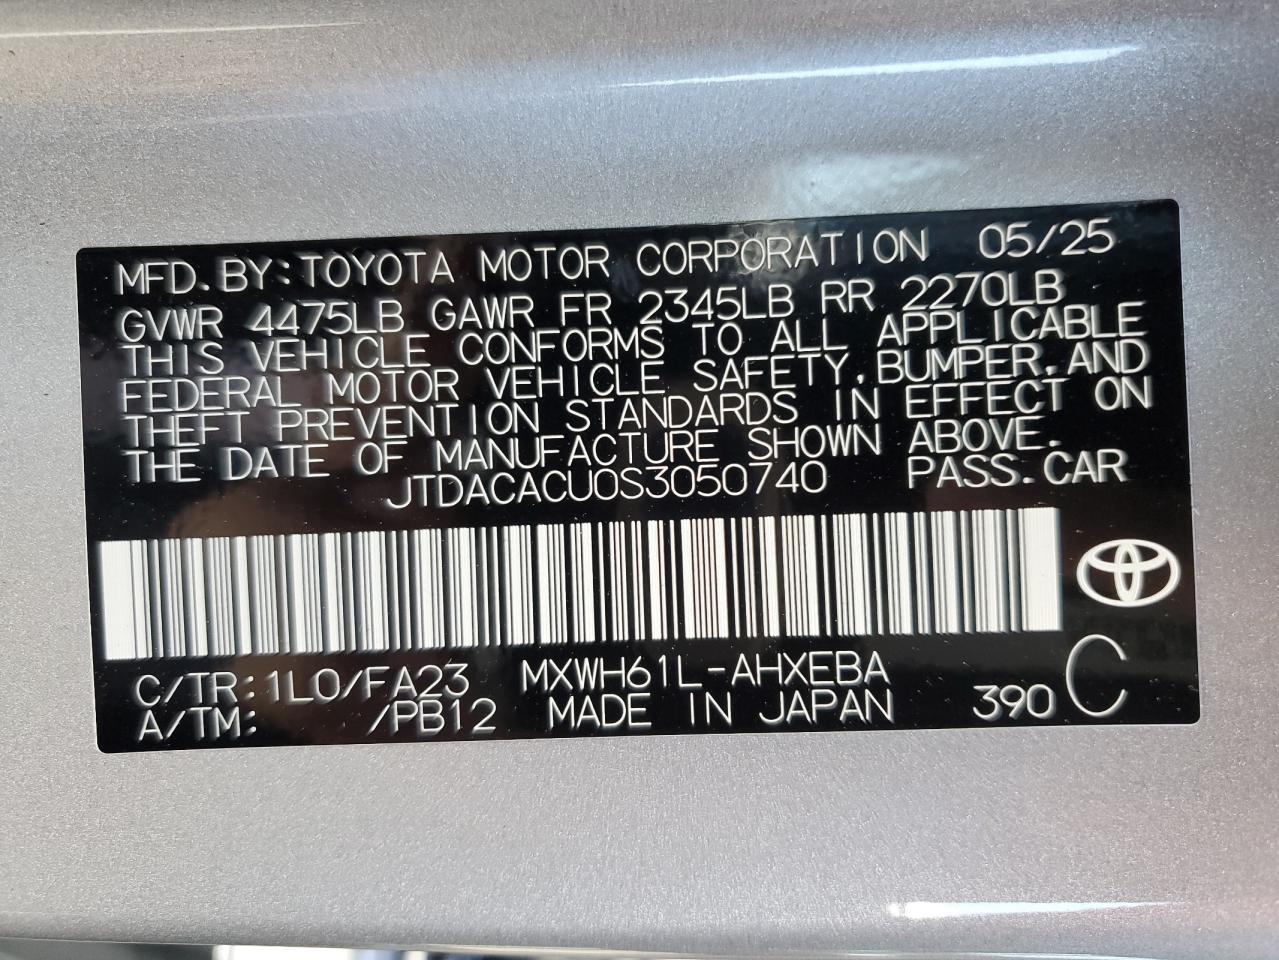 MFD.BY:TOYOTA MOTOR CORPORATION 05/25
GVWR 4475LB GAWR FR 2345LB RR 2270LB
THIS VEHICLE CONFORMS TO ALL APPLICABLE
FEDERAL MOTOR VEHICLE SAFETY,BUMPER,AND
THEFT PREVENTION STANDARDS IN EFFECT ON
THE DATE OF MANUFACTURE SHOWN ABOVE.
JTDACACU0S3050740 PASS.CAR
C/TR:1L0/FA23 MXWH61L-AHXEBA
A/TM: /PB12 MADE IN JAPAN 390 C